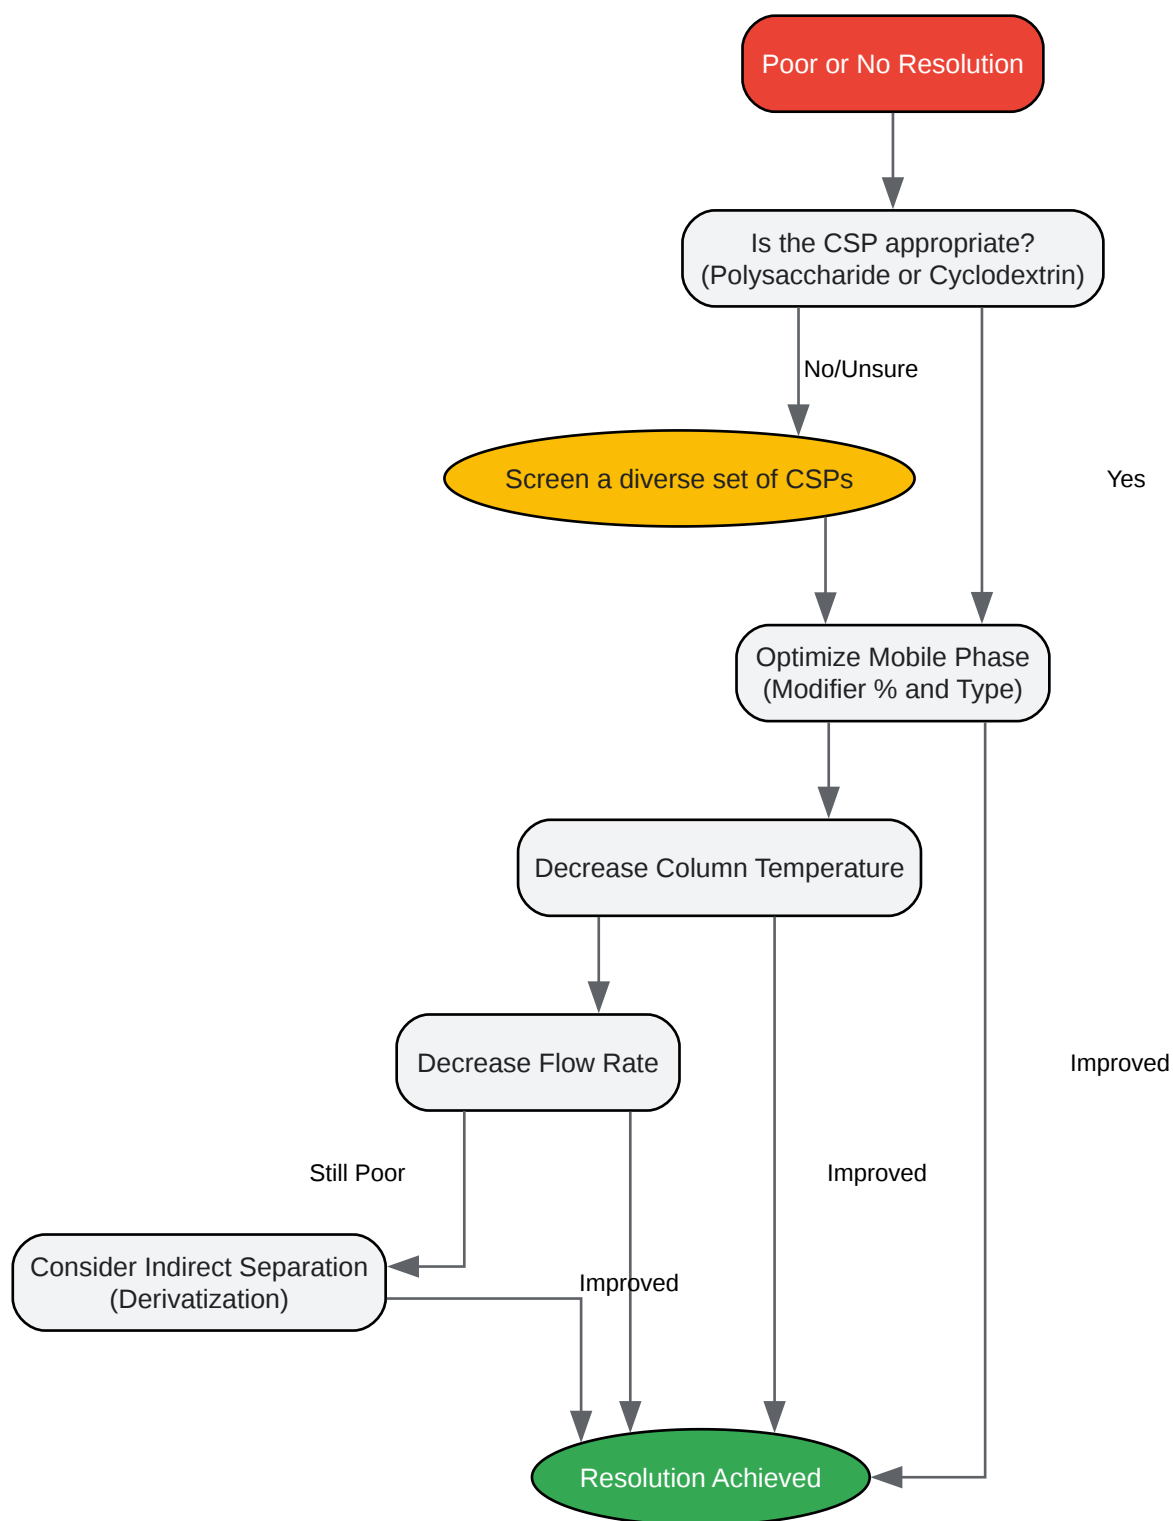 Poor or No Resolution
Is the CSP appropriate?
(Polysaccharide or Cyclodextrin)
No/Unsure
Screen a diverse set of CSPs
Yes
Optimize Mobile Phase
(Modifier % and Type)
Decrease Column Temperature
Decrease Flow Rate
Improved
Still Poor
Improved
Consider Indirect Separation
(Derivatization)
Improved
Resolution Achieved